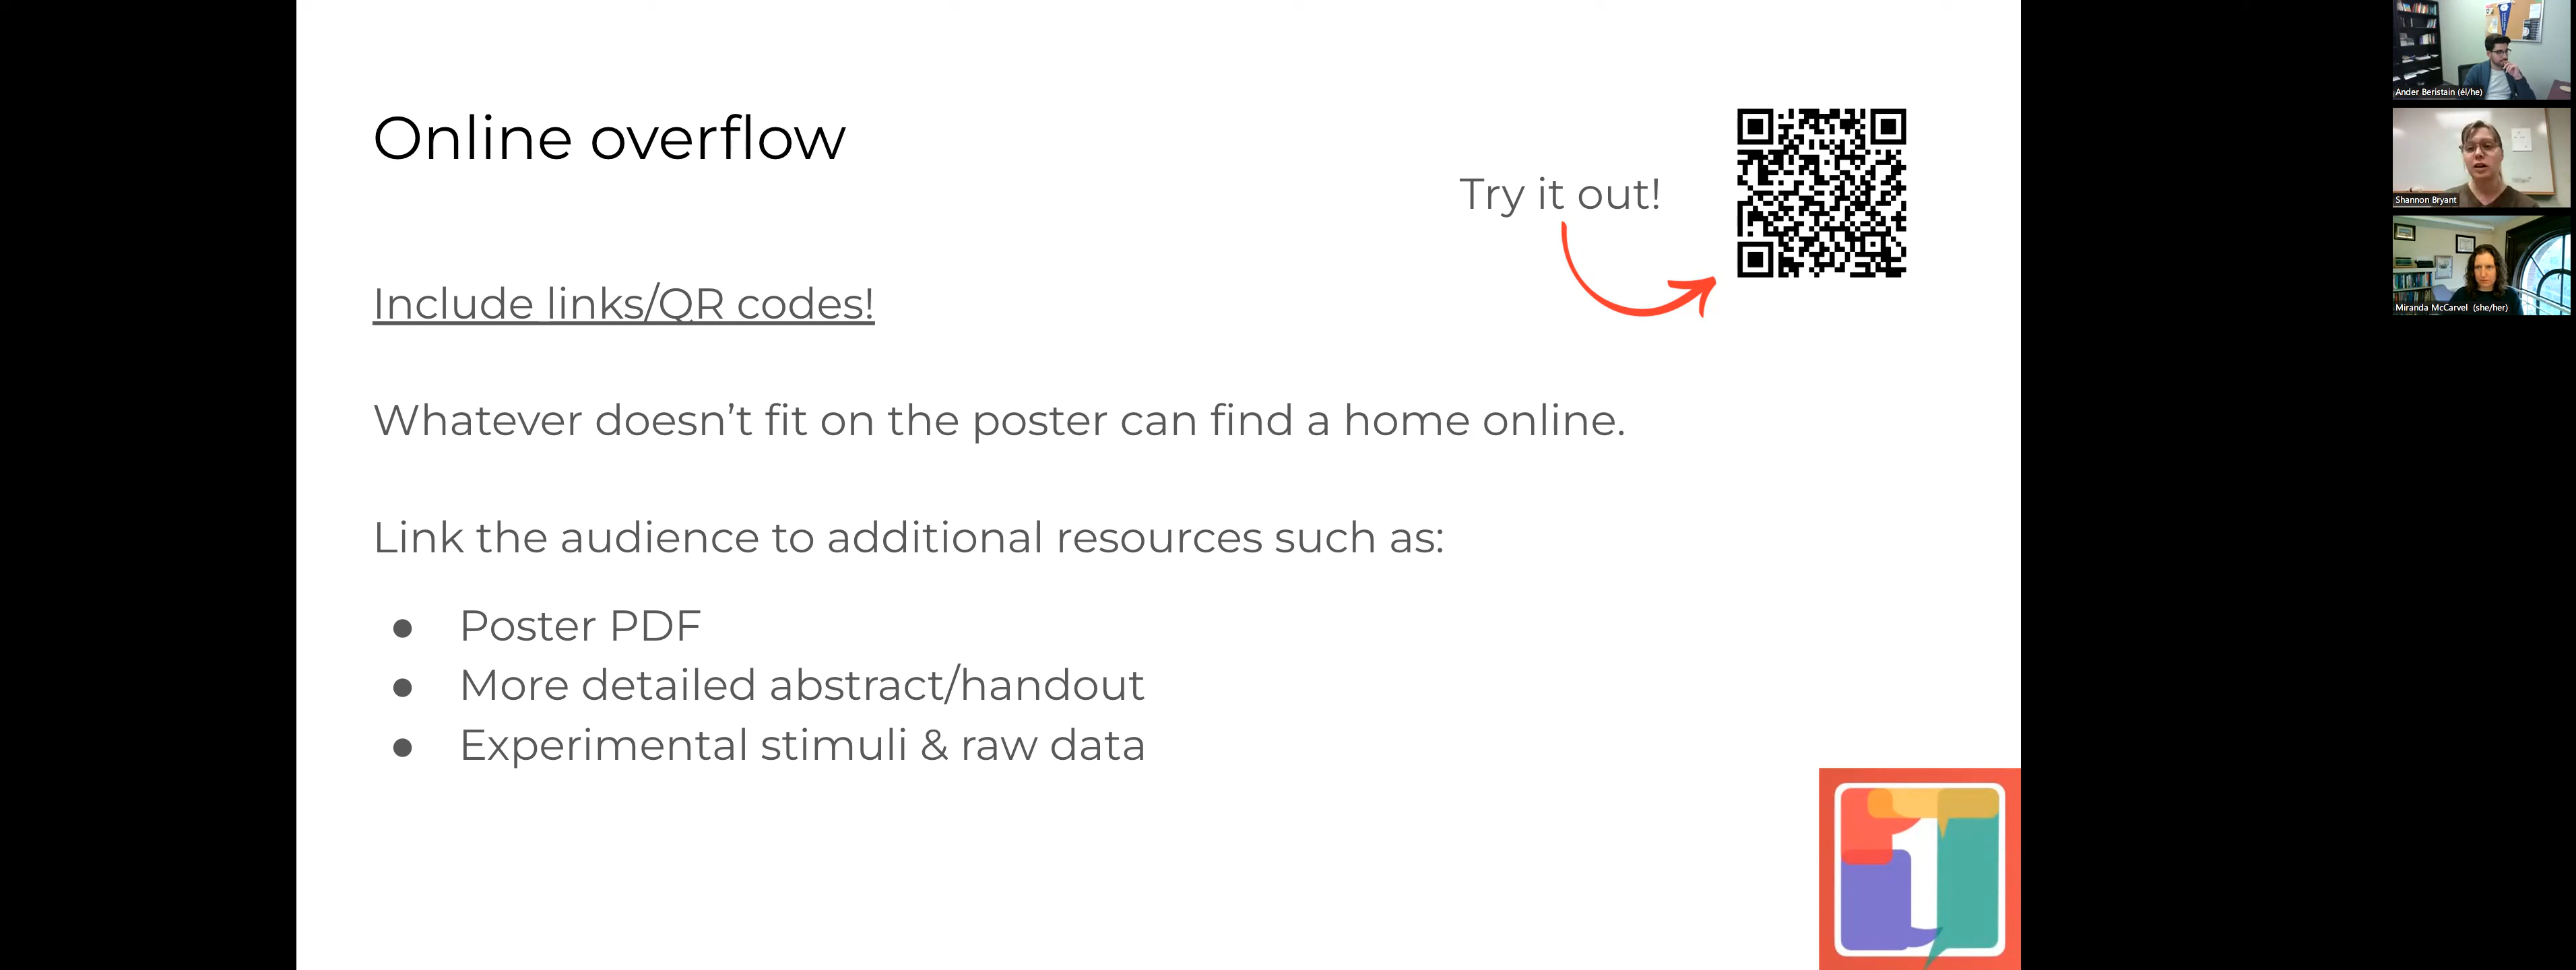 Online overflow
Try it out!
Include links/QR codes!
Whatever doesn’t fit on the poster can find a home online.
Link the audience to additional resources such as:
● Poster PDF
● More detailed abstract/handout
● Experimental stimuli & raw data
1
Ander Beristain (él/he)
Shannon Bryant
Miranda McCarvel (she/her)